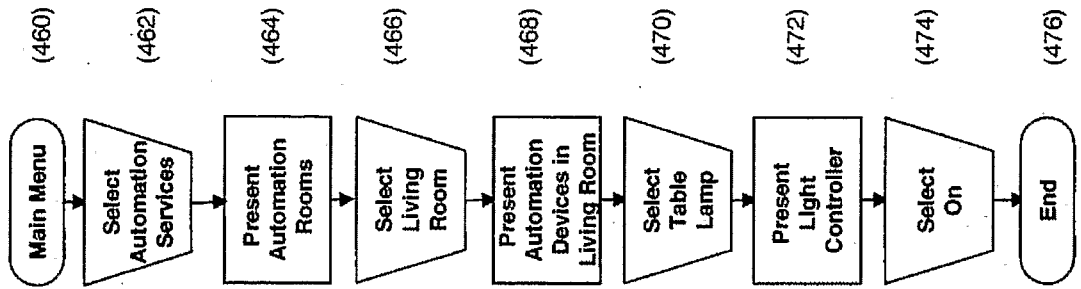 Main Menu
(460)
Select
Automation
Services
(462)
Present
Automation
Rooms
(464)
Select
Living
Room
(466)
Present
Automation
Devices in
Living Room
(468)
Select
Table
Lamp
(470)
Present
Light
Controller
(472)
Select
On
(474)
End
(476)